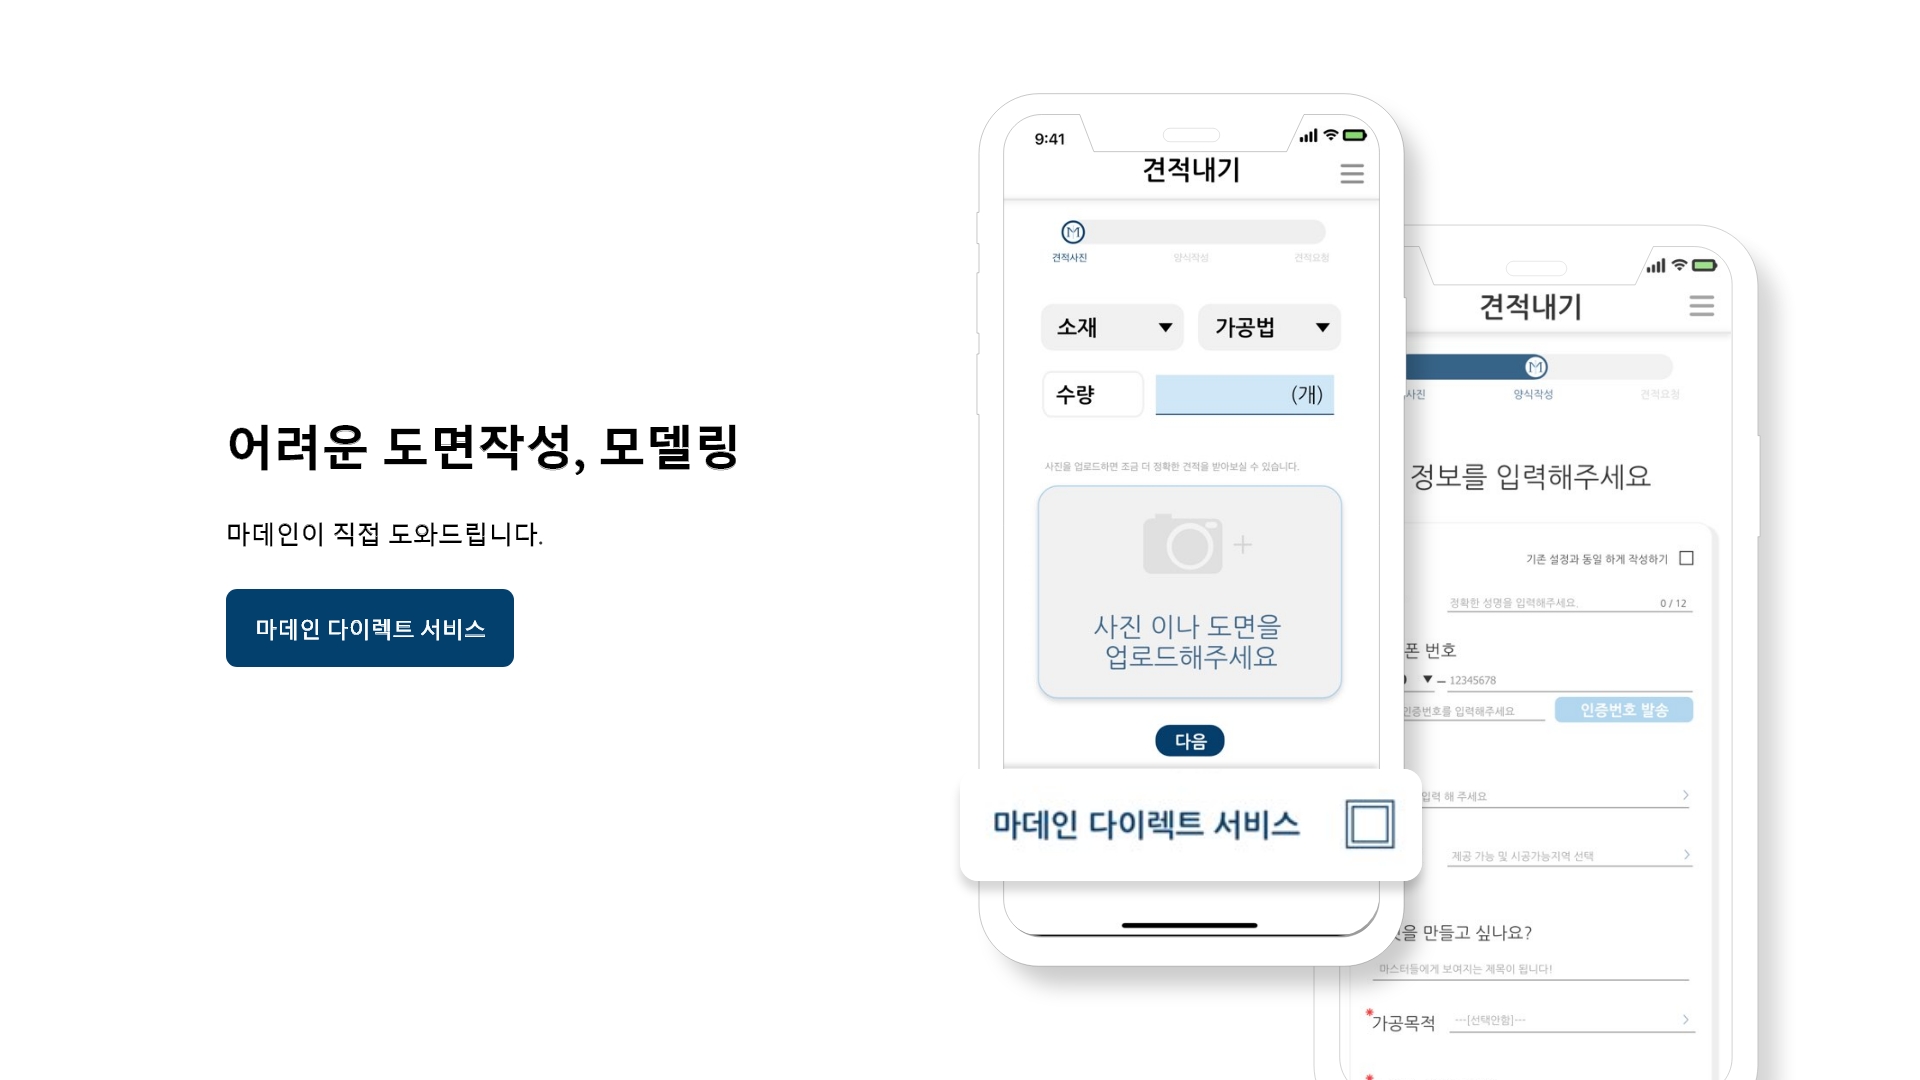 어려운 도면작성, 모델링
마데인이 직접 도와드립니다.
마데인 다이렉트 서비스
9:41
견적내기
견적사진 양식작성 견적요청
소재 가공법
수량 (개)
사진을 업로드하면 조금 더 정확한 견적을 받아보실 수 있습니다.
사진 이나 도면을
업로드해주세요
다음
마데인 다이렉트 서비스
견적내기
사진 양식작성 견적요청
정보를 입력해주세요
기존 설정과 동일 하게 작성하기
정확한 성명을 입력해주세요. 0 / 12
폰 번호
– 12345678
인증번호를 입력해주세요 인증번호 발송
입력 해 주세요
제공 가능 및 시공가능지역 선택
을 만들고 싶나요?
마스터들에게 보여지는 제목이 됩니다!
*가공목적 ---[선택안함]---
*